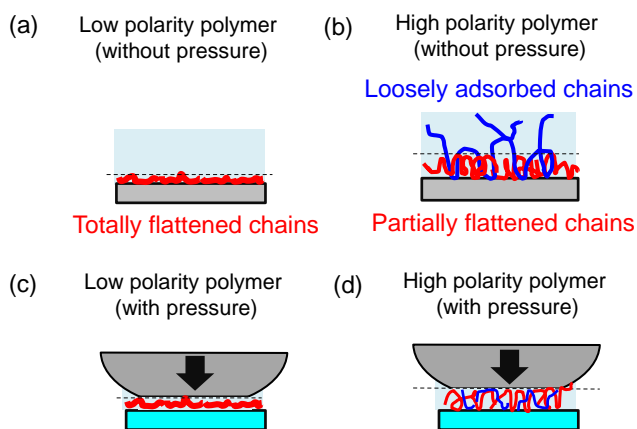 (a)
Low polarity polymer
(without pressure)
(b)
High polarity polymer
(without pressure)
Loosely adsorbed chains
Totally flattened chains
Partially flattened chains
(c)
Low polarity polymer
(with pressure)
(d)
High polarity polymer
(with pressure)